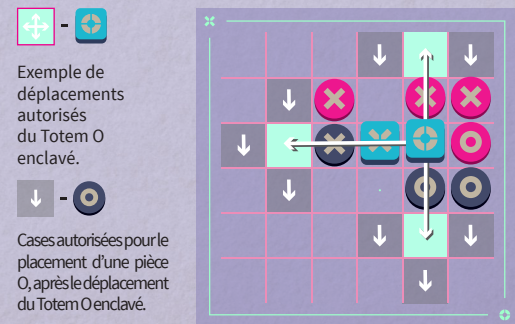 Exemple de
déplacements
autorisés
du Totem O
enclavé.
Cases autorisées pour le
placement d'une pièce
O, après le déplacement
du Totem O enclavé.